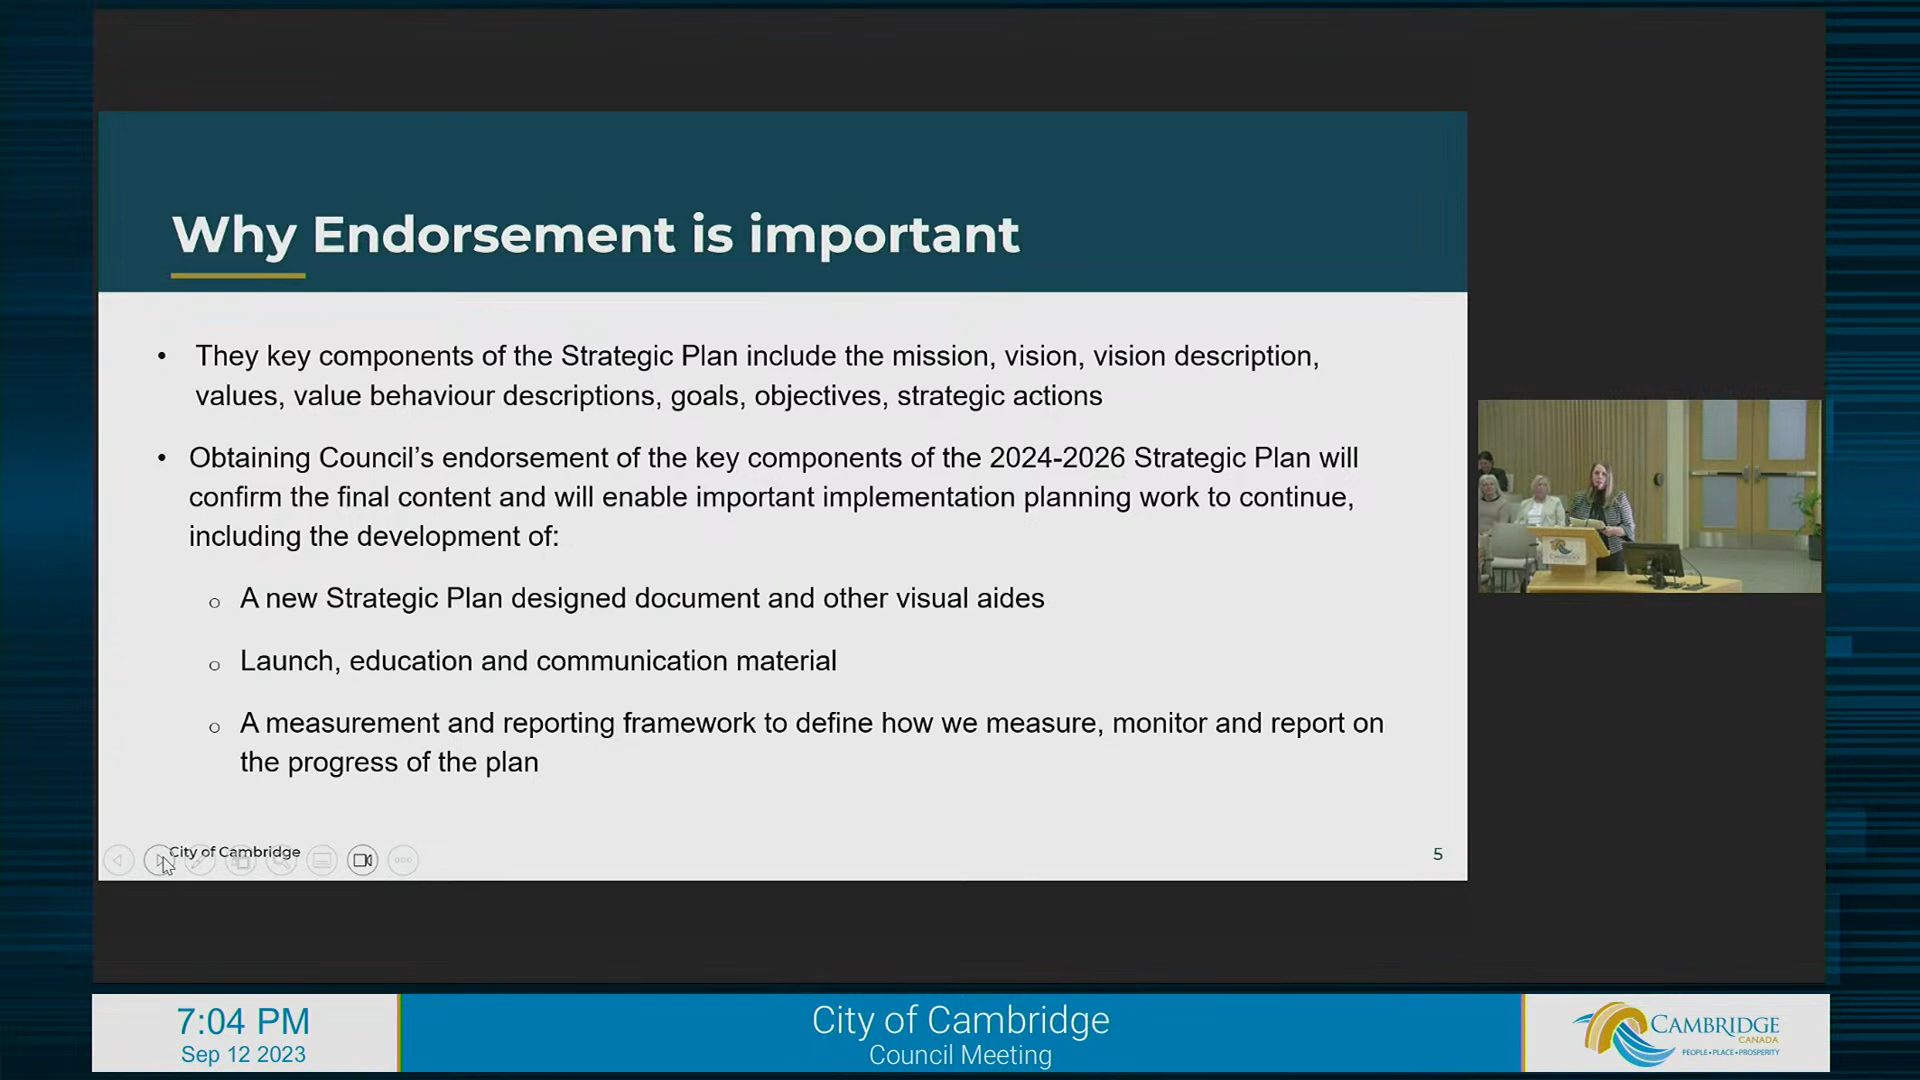 Why Endorsement is important
• They key components of the Strategic Plan include the mission, vision, vision description,
values, value behaviour descriptions, goals, objectives, strategic actions
• Obtaining Council’s endorsement of the key components of the 2024-2026 Strategic Plan will
confirm the final content and will enable important implementation planning work to continue,
including the development of:
o A new Strategic Plan designed document and other visual aides
o Launch, education and communication material
o A measurement and reporting framework to define how we measure, monitor and report on
the progress of the plan
City of Cambridge
5
7:04 PM
Sep 12 2023
City of Cambridge
Council Meeting
CAMBRIDGE
CANADA
PEOPLE•PLACE•PROSPERITY